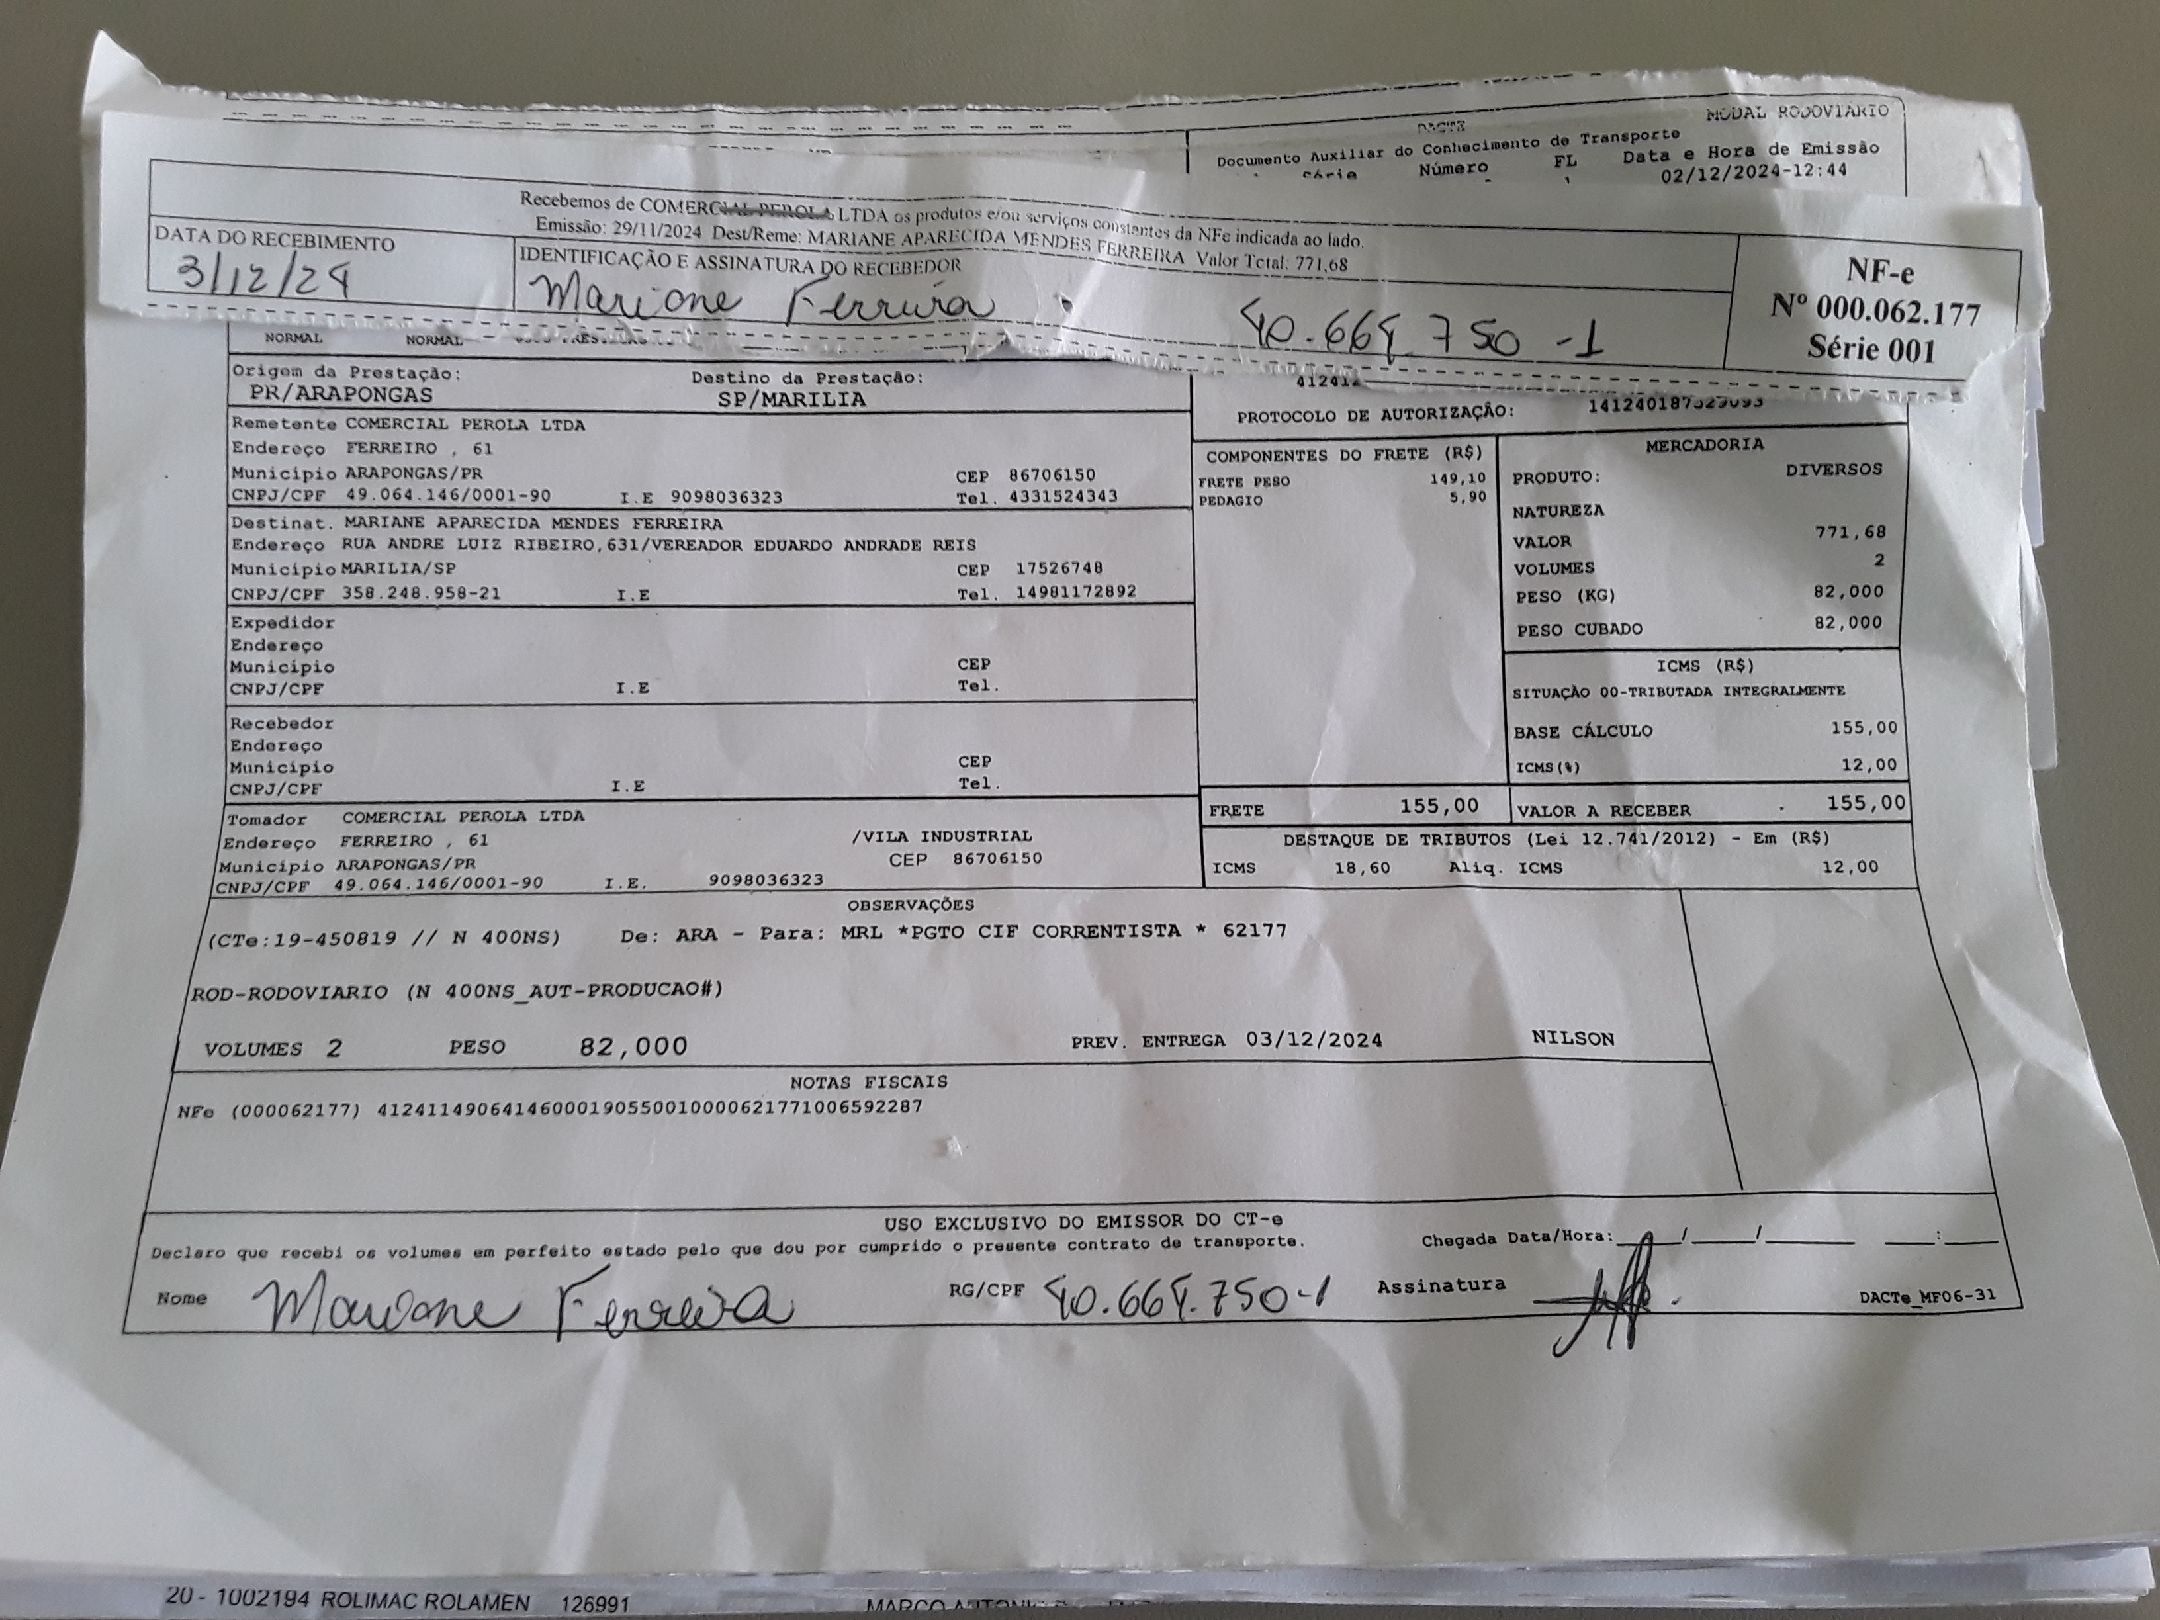 MODAL RODOVIARIO
DACTE
Documento Auxiliar do Conhecimento de Transporte
Série Número FL Data e Hora de Emissão
1 02/12/2024-12:44
Recebemos de COMERCIAL PEROLA LTDA os produtos e/ou serviços constantes da NFe indicada ao lado.
Emissão: 29/11/2024 Dest/Reme: MARIANE APARECIDA MENDES FERREIRA Valor Total: 771,68
DATA DO RECEBIMENTO
3/12/24
IDENTIFICAÇÃO E ASSINATURA DO RECEBEDOR
Mariane Ferreira 40.664.750-1
NF-e
Nº 000.062.177
Série 001
NORMAL NORMAL
Origem da Prestação: Destino da Prestação:
PR/ARAPONGAS SP/MARILIA
Remetente COMERCIAL PEROLA LTDA
Endereço FERREIRO , 61
Município ARAPONGAS/PR CEP 86706150
CNPJ/CPF 49.064.146/0001-90 I.E 9098036323 Tel. 4331524343
Destinat. MARIANE APARECIDA MENDES FERREIRA
Endereço RUA ANDRE LUIZ RIBEIRO,631/VEREADOR EDUARDO ANDRADE REIS
Município MARILIA/SP CEP 17526748
CNPJ/CPF 358.248.958-21 I.E Tel. 14981172892
Expedidor
Endereço
Município CEP
CNPJ/CPF I.E Tel.
Recebedor
Endereço
Município CEP
CNPJ/CPF I.E Tel.
Tomador COMERCIAL PEROLA LTDA
Endereço FERREIRO , 61 /VILA INDUSTRIAL
Município ARAPONGAS/PR CEP 86706150
CNPJ/CPF 49.064.146/0001-90 I.E. 9098036323
PROTOCOLO DE AUTORIZAÇÃO:
COMPONENTES DO FRETE (R$)
FRETE PESO 149,10
PEDAGIO 5,90
MERCADORIA
PRODUTO: DIVERSOS
NATUREZA
VALOR 771,68
VOLUMES 2
PESO (KG) 82,000
PESO CUBADO 82,000
ICMS (R$)
SITUAÇÃO 00-TRIBUTADA INTEGRALMENTE
BASE CÁLCULO 155,00
ICMS(%) 12,00
FRETE 155,00 VALOR A RECEBER 155,00
DESTAQUE DE TRIBUTOS (Lei 12.741/2012) - Em (R$)
ICMS 18,60 Aliq. ICMS 12,00
OBSERVAÇÕES
(CTe:19-450819 // N 400NS) De: ARA - Para: MRL *PGTO CIF CORRENTISTA * 62177
ROD-RODOVIARIO (N 400NS_AUT-PRODUCAO#)
VOLUMES 2 PESO 82,000 PREV. ENTREGA 03/12/2024 NILSON
NOTAS FISCAIS
NFe (000062177) 41241149064146000190550010000621771006592287
USO EXCLUSIVO DO EMISSOR DO CT-e
Declaro que recebi os volumes em perfeito estado pelo que dou por cumprido o presente contrato de transporte.
Chegada Data/Hora:___/___/_____ ___:___
Nome Mariane Ferreira RG/CPF 40.664.750-1 Assinatura
DACTe_MF06-31
20 - 1002194 ROLIMAC ROLAMEN 126991